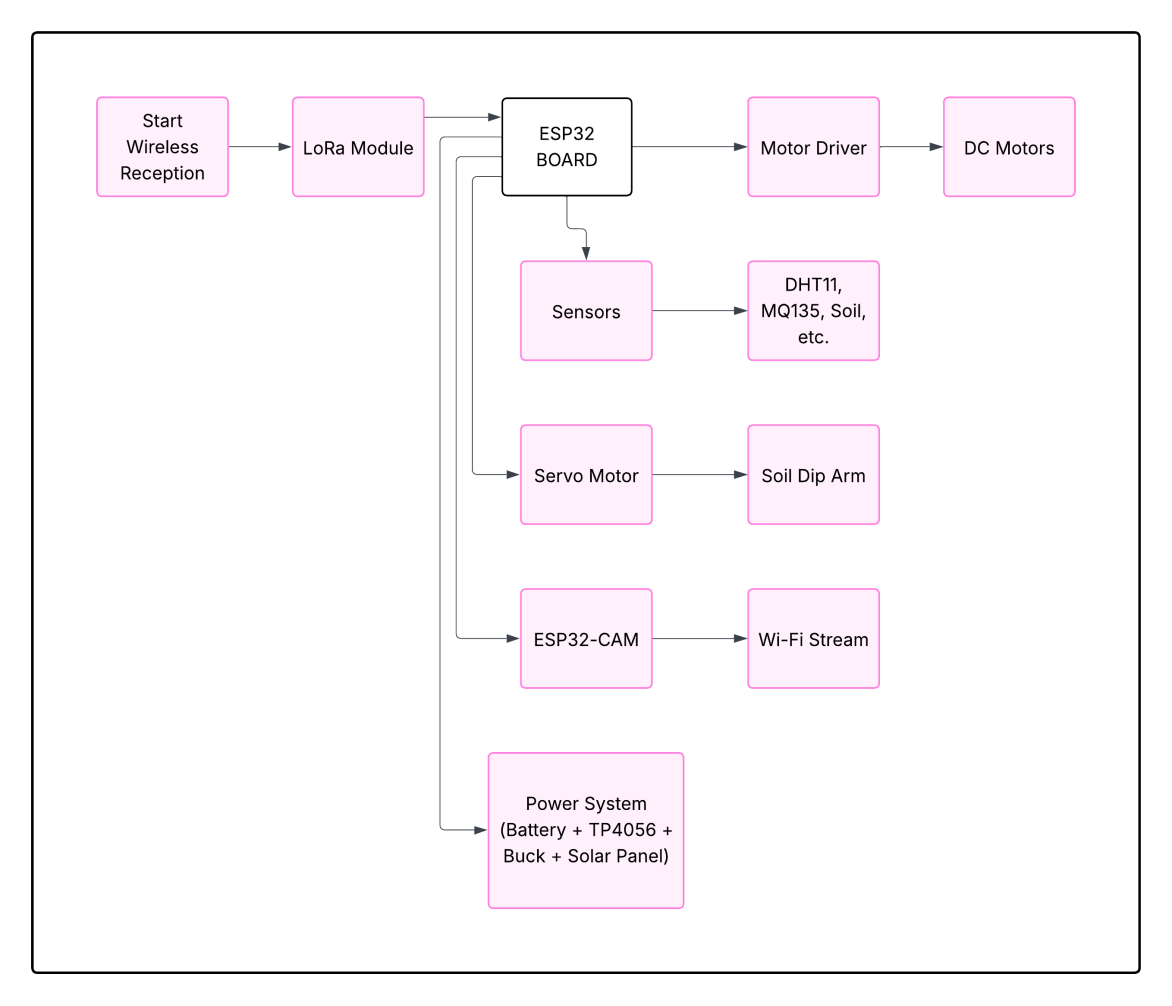 Start
Wireless
Reception
LoRa Module
ESP32
BOARD
Motor Driver
DC Motors
Sensors
DHT11,
MQ135, Soil,
etc.
Servo Motor
Soil Dip Arm
ESP32-CAM
Wi-Fi Stream
Power System
(Battery + TP4056 +
Buck + Solar Panel)